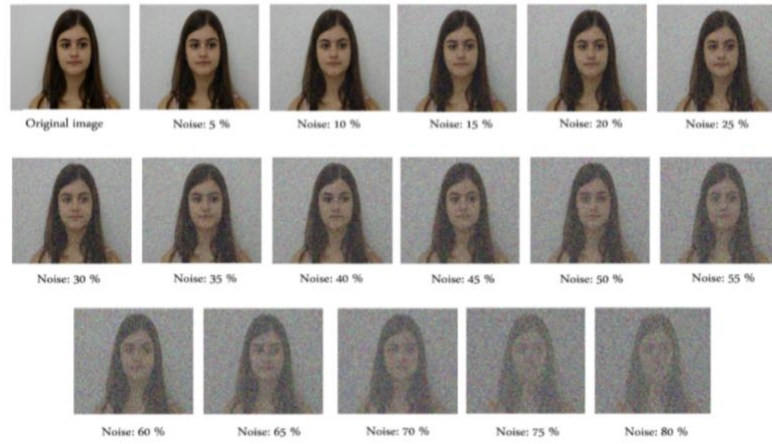 Original image Noise: 5 % Noise: 10 % Noise: 15 % Noise: 20 % Noise: 25 %
Noise: 30 % Noise: 35 % Noise: 40 % Noise: 45 % Noise: 50 % Noise: 55 %
Noise: 60 % Noise: 65 % Noise: 70 % Noise: 75 % Noise: 80 %